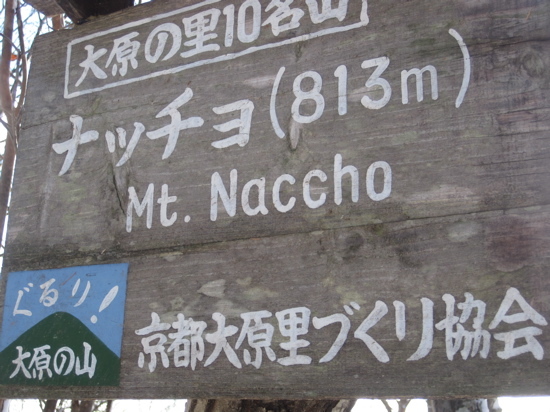 大原の里10名山
ナッチョ(813m)
Mt. Naccho
ぐるり!
大原の山
京都大原里づくり協会